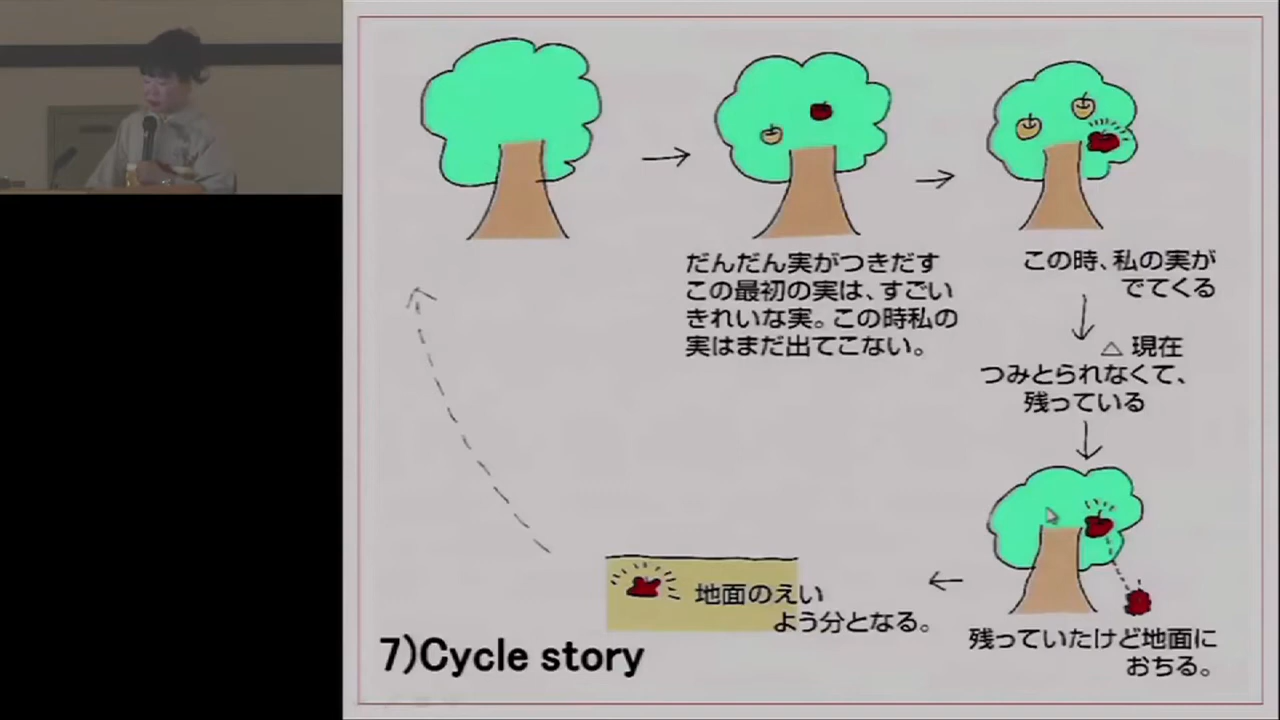 だんだん実がつきだす
この最初の実は、すごい
きれいな実。この時私の
実はまだ出てこない。
この時、私の実が
でてくる
△ 現在
つみとられなくて、
残っている
残っていたけど地面に
おちる。
地面のえい
よう分となる。
7)Cycle story